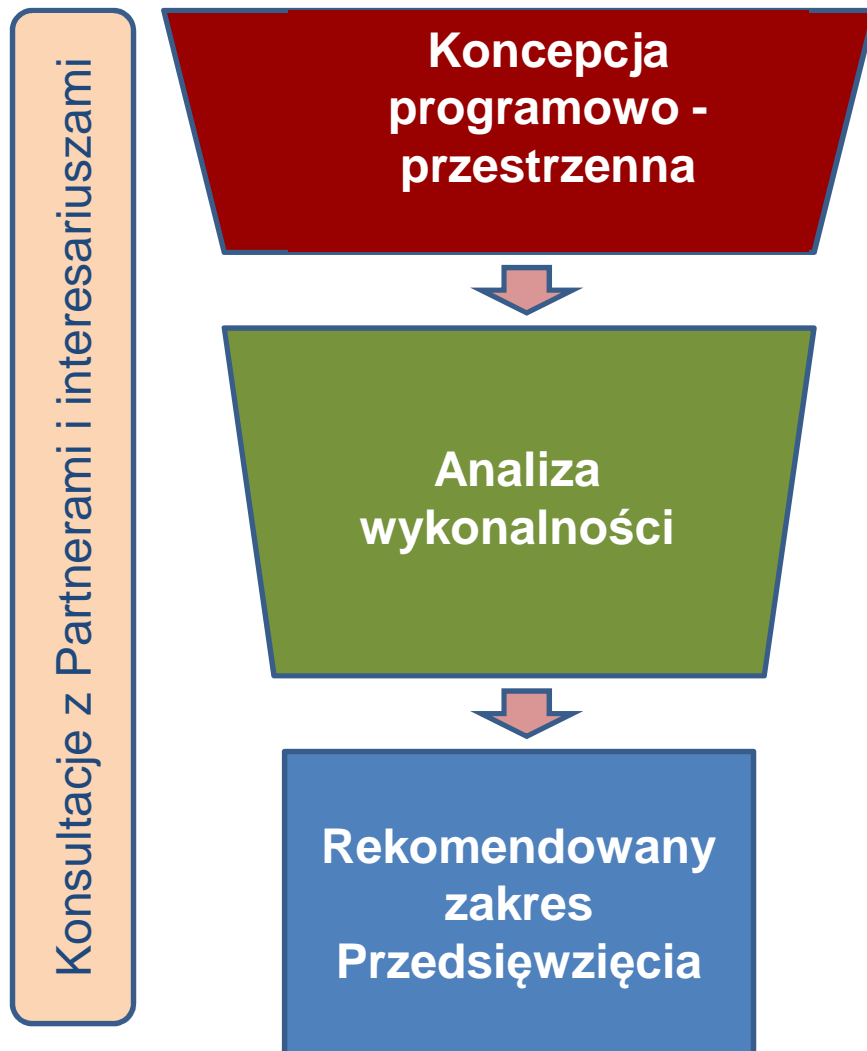 Konsultacje z Partnerami i interesariuszami
Koncepcja
programowo -
przestrzenna
Analiza
wykonalności
Rekomendowany
zakres
Przedsięwzięcia